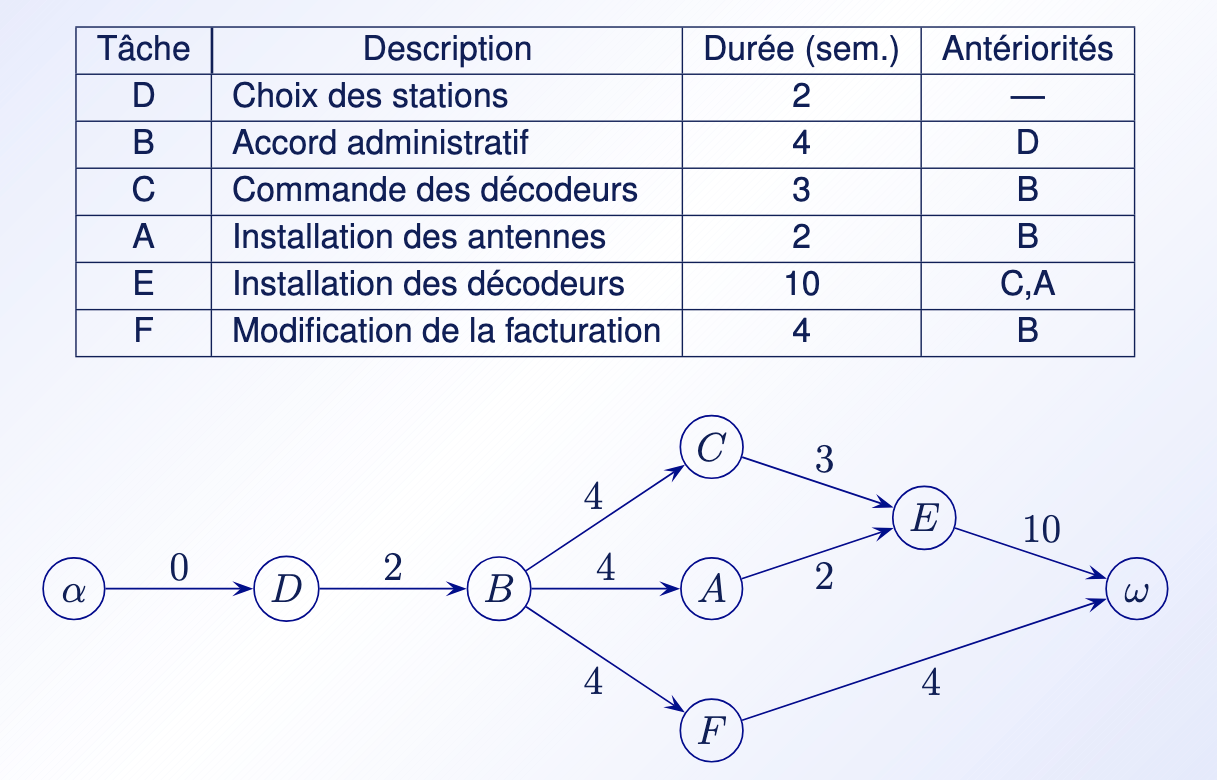 Tâche Description Durée (sem.) Antériorités
D Choix des stations 2 —
B Accord administratif 4 D
C Commande des décodeurs 3 B
A Installation des antennes 2 B
E Installation des décodeurs 10 C,A
F Modification de la facturation 4 B
C
3
4
E
10
α 0 D 2 B 4 A 2 ω
4
4
F